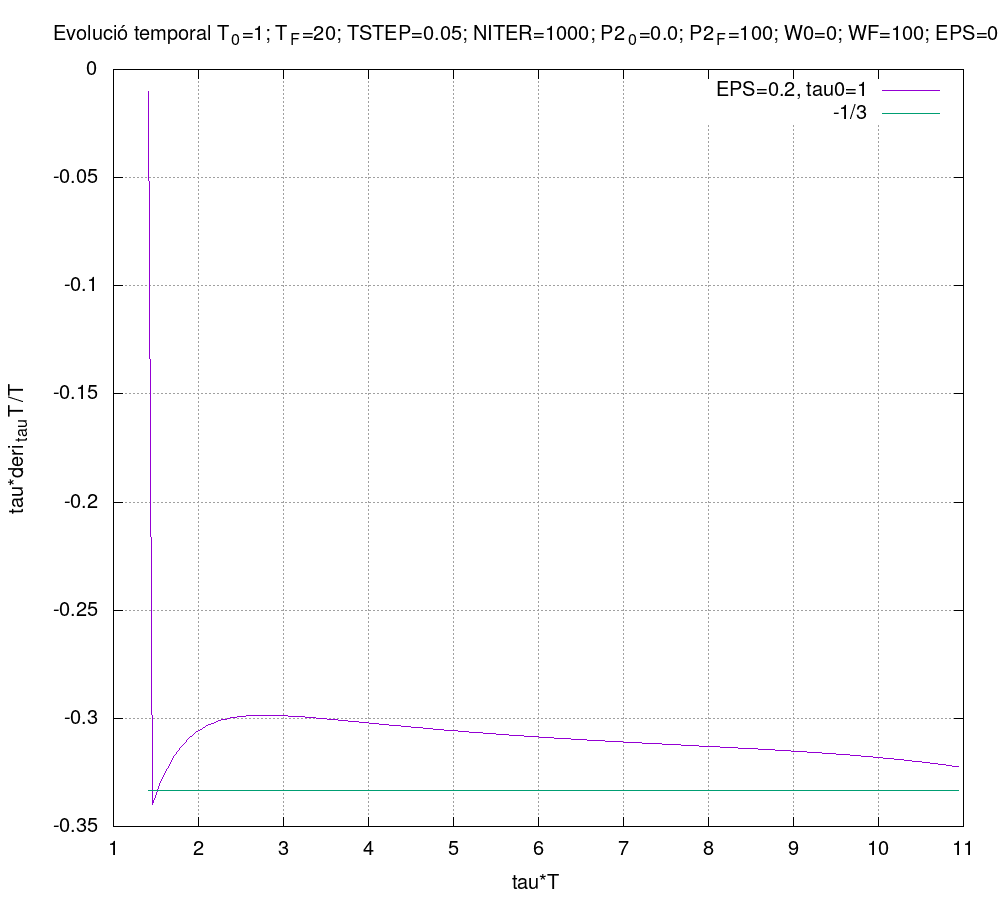 Evolució temporal T0=1; TF=20; TSTEP=0.05; NITER=1000; P20=0.0; P2F=100; W0=0; WF=100; EPS=0
EPS=0.2, tau0=1
-1/3
0
-0.05
-0.1
-0.15
-0.2
-0.25
-0.3
-0.35
tau*deritauT/T
1 2 3 4 5 6 7 8 9 10 11
tau*T